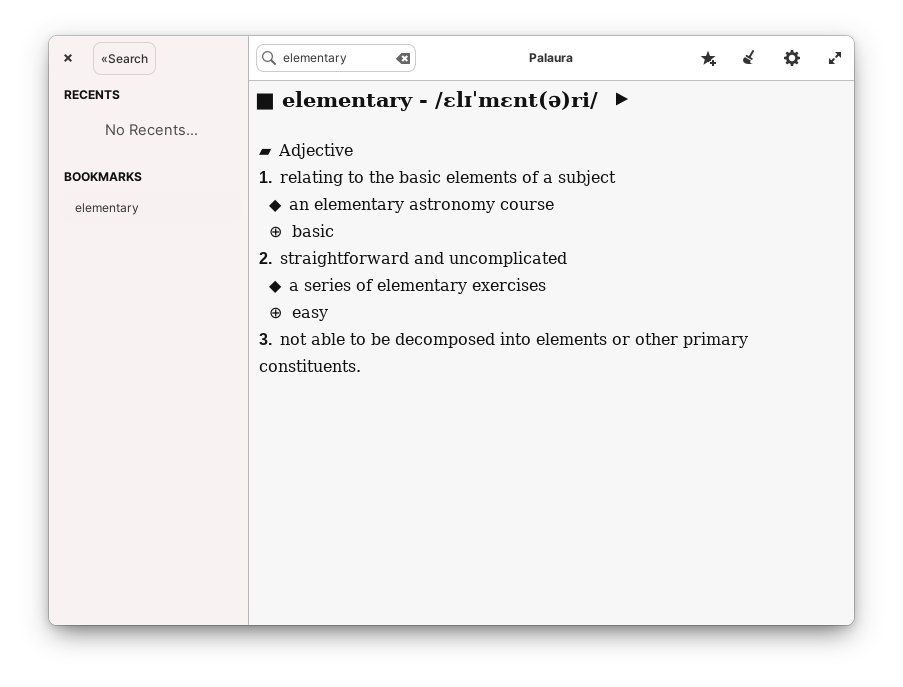 «Search
RECENTS
No Recents...
BOOKMARKS
elementary
elementary
Palaura
■ elementary - /ɛlɪˈmɛnt(ə)ri/ ▶
▰ Adjective
1. relating to the basic elements of a subject
◆ an elementary astronomy course
⊕ basic
2. straightforward and uncomplicated
◆ a series of elementary exercises
⊕ easy
3. not able to be decomposed into elements or other primary
constituents.